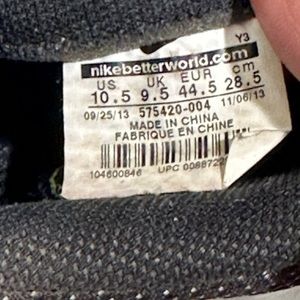 Y3
nikebetterworld.com
US UK EUR cm
10.5 9.5 44.5 28.5
09/25/13 575420-004 11/06/13
MADE IN CHINA
FABRIQUE EN CHINE
104600846 UPC 0088722